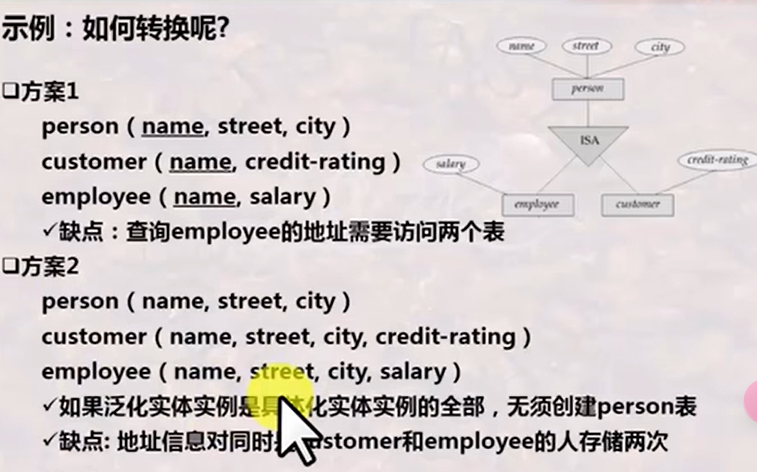 示例：如何转换呢?
name
street
city
person
ISA
salary
credit-rating
employee
customer
❑方案1
person（name, street, city）
customer（name, credit-rating）
employee（name, salary）
✓缺点：查询employee的地址需要访问两个表
❑方案2
person（name, street, city）
customer（name, street, city, credit-rating）
employee（name, street, city, salary）
✓如果泛化实体实例是具体化实体实例的全部，无须创建person表
✓缺点: 地址信息对同时 customer和employee的人存储两次